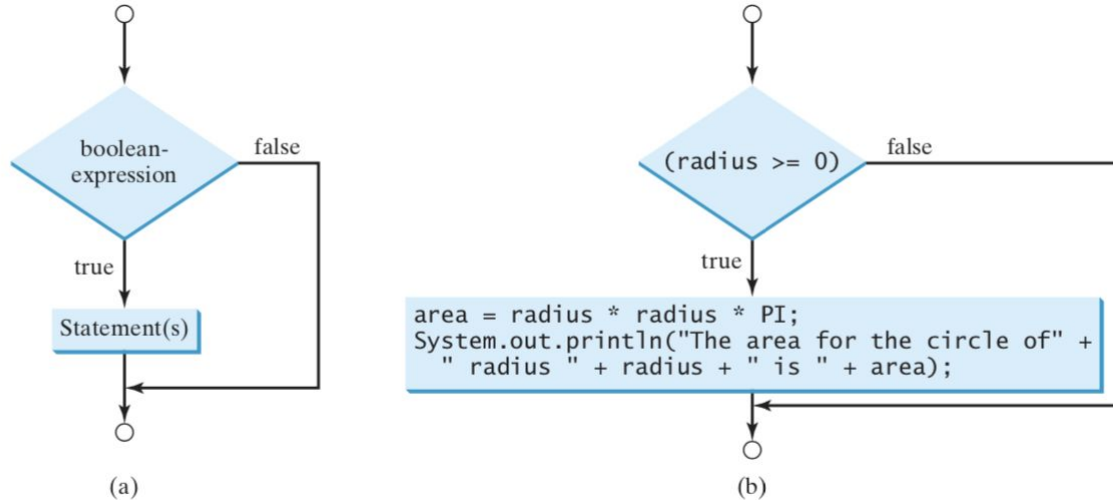 boolean-
expression
false
true
Statement(s)
(a)
(radius >= 0)
false
true
area = radius * radius * PI;
System.out.println("The area for the circle of" +
" radius " + radius + " is " + area);
(b)